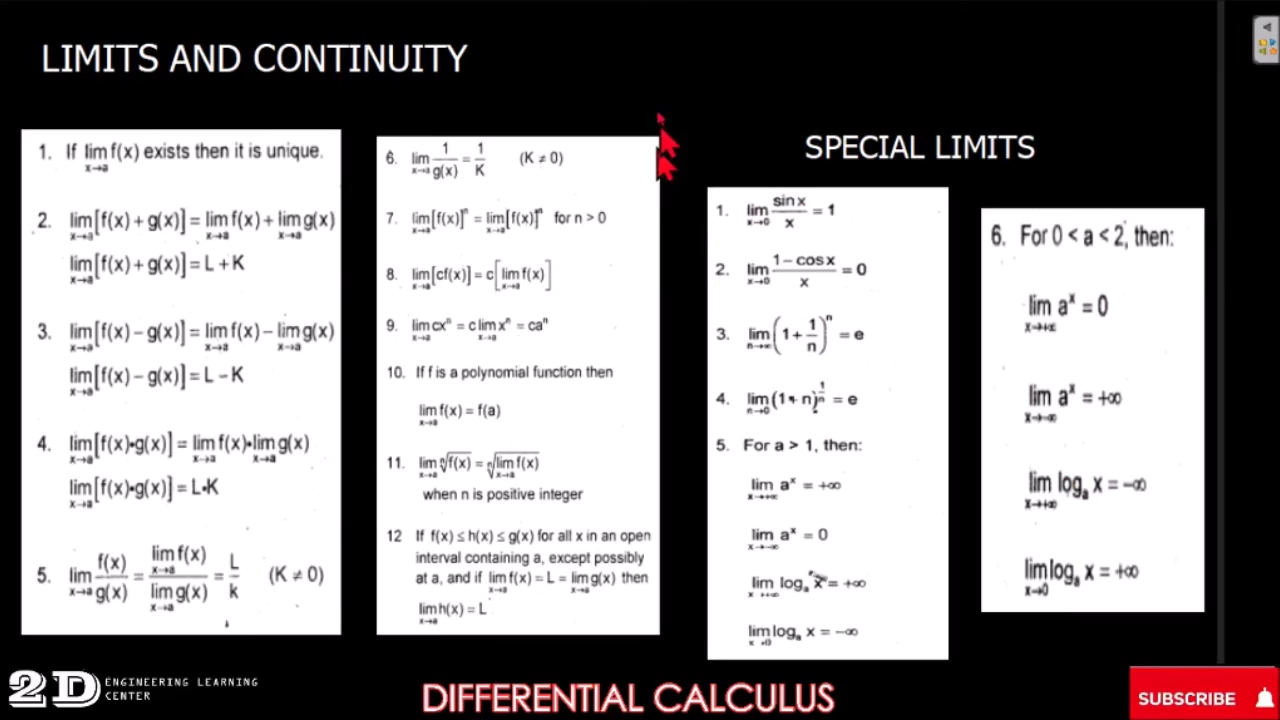 LIMITS AND CONTINUITY
1. If lim f(x) exists then it is unique.
x→a
2. lim[f(x) + g(x)] = lim f(x) + lim g(x)
x→a x→a x→a
lim[f(x) + g(x)] = L + K
x→a
3. lim[f(x) − g(x)] = lim f(x) − lim g(x)
x→a x→a x→a
lim[f(x) − g(x)] = L − K
x→a
4. lim[f(x)•g(x)] = lim f(x)•lim g(x)
x→a x→a x→a
lim[f(x)•g(x)] = L•K
x→a
5. lim f(x)/g(x) = lim f(x)/lim g(x) = L/k (K ≠ 0)
x→a x→a x→a
6. lim 1/g(x) = 1/K (K ≠ 0)
x→a
7. lim[f(x)]ⁿ = lim[f(x)]ⁿ for n > 0
x→a x→a
8. lim[cf(x)] = c[lim f(x)]
x→a x→a
9. lim cxⁿ = c lim xⁿ = caⁿ
x→a x→a
10. If f is a polynomial function then
lim f(x) = f(a)
x→a
11. lim ⁿ√f(x) = ⁿ√lim f(x)
x→a x→a
when n is positive integer
12 If f(x) ≤ h(x) ≤ g(x) for all x in an open
interval containing a, except possibly
at a, and if lim f(x) = L = lim g(x) then
x→a x→a
lim h(x) = L
x→a
SPECIAL LIMITS
1. lim sin x/x = 1
x→0
2. lim 1 − cos x/x = 0
x→0
3. lim(1 + 1/n)ⁿ = e
n→∞
4. lim(1 + n)^1/n = e
n→0
5. For a > 1, then:
lim aˣ = +∞
x→+∞
lim aˣ = 0
x→−∞
lim logₐ x = +∞
x→+∞
lim logₐ x = −∞
x→0
6. For 0 < a < 2, then:
lim aˣ = 0
x→+∞
lim aˣ = +∞
x→−∞
lim logₐ x = −∞
x→+∞
lim logₐ x = +∞
x→0
2D ENGINEERING LEARNING
CENTER
DIFFERENTIAL CALCULUS
SUBSCRIBE